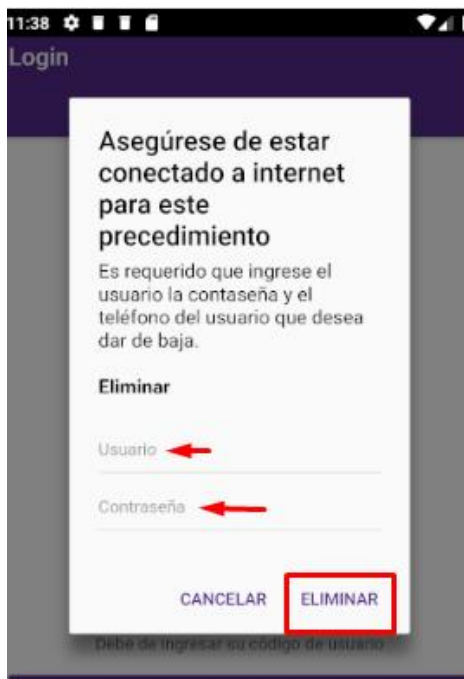 11:38
Login
Asegúrese de estar
conectado a internet
para este
precedimiento
Es requerido que ingrese el
usuario la contaseña y el
teléfono del usuario que desea
dar de baja.
Eliminar
Usuario
Contraseña
CANCELAR
ELIMINAR
Debe de ingresar su código de usuario